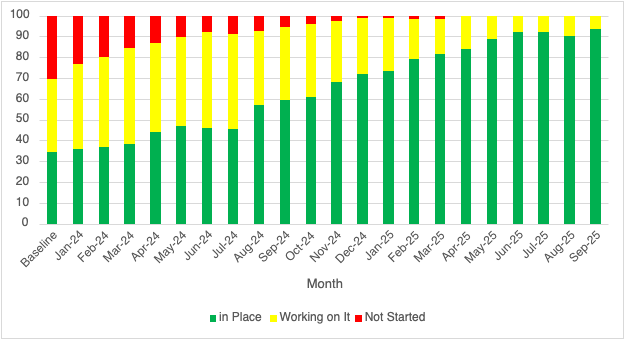 100
90
80
70
60
50
40
30
20
10
0
Baseline
Jan-24
Feb-24
Mar-24
Apr-24
May-24
Jun-24
Jul-24
Aug-24
Sep-24
Oct-24
Nov-24
Dec-24
Jan-25
Feb-25
Mar-25
Apr-25
May-25
Jun-25
Jul-25
Aug-25
Sep-25
Month
in Place Working on It Not Started